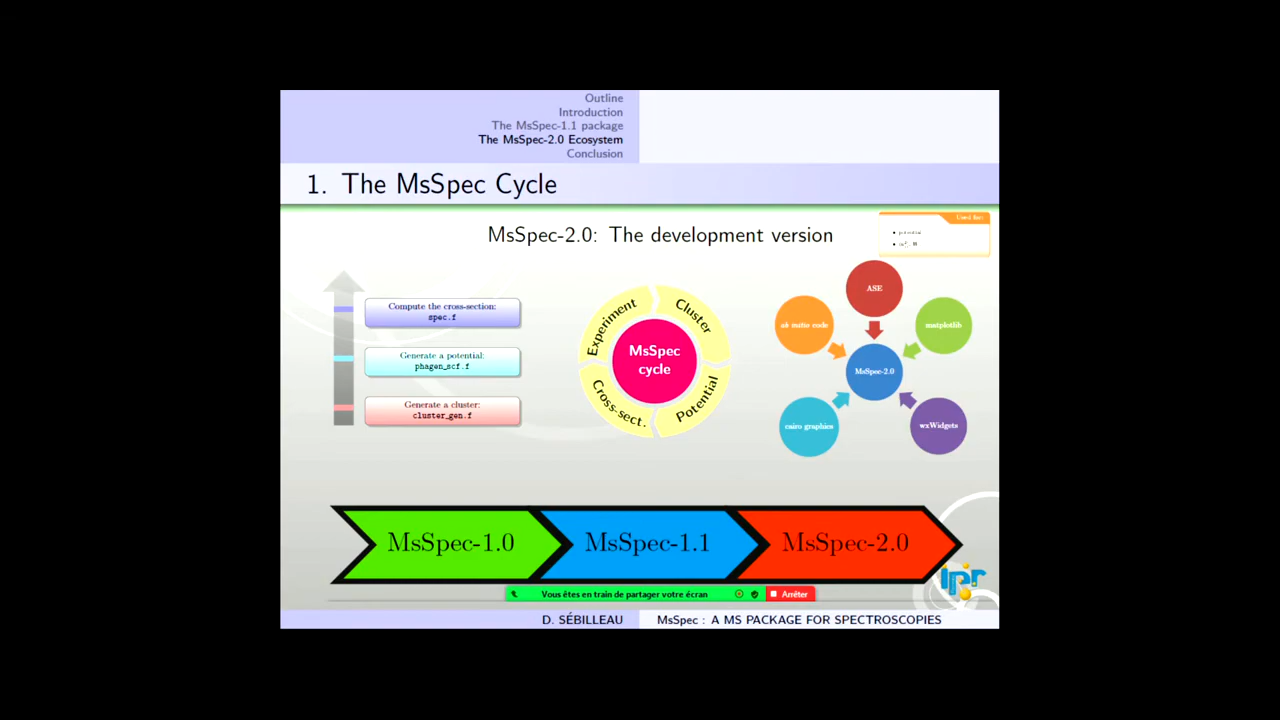 Outline
Introduction
The MsSpec-1.1 package
The MsSpec-2.0 Ecosystem
Conclusion
1. The MsSpec Cycle
MsSpec-2.0: The development version
potential
Compute the cross-section:
spec.f
Generate a potential:
phagen_scf.f
Generate a cluster:
cluster_gen.f
Experiment
Cluster
MsSpec
cycle
Cross-sect.
Potential
ASE
ab initio code
matplotlib
MsSpec-2.0
cairo graphics
wxWidgets
MsSpec-1.0
MsSpec-1.1
MsSpec-2.0
ipr
Vous êtes en train de partager votre écran
Arrêter
D. SÉBILLEAU
MsSpec : A MS PACKAGE FOR SPECTROSCOPIES